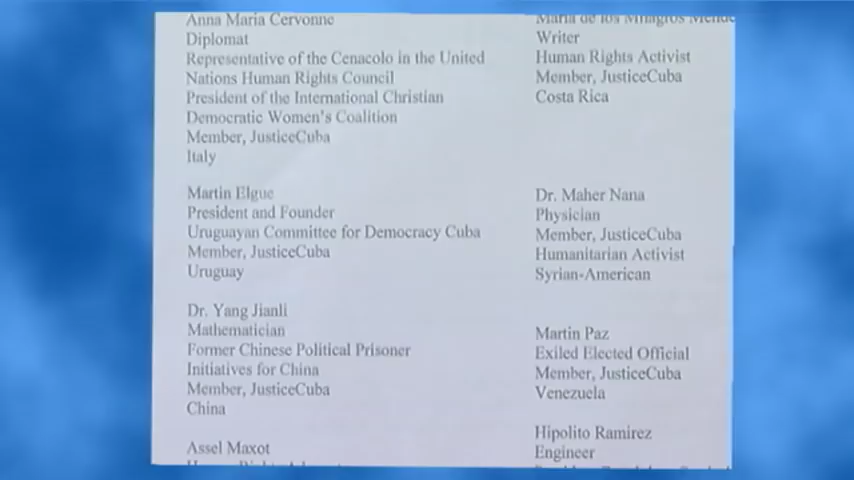 Anna Maria Cervonne
Diplomat
Representative of the Cenacolo in the United
Nations Human Rights Council
President of the International Christian
Democratic Women's Coalition
Member, JusticeCuba
Italy
Maria de los Milagros
Writer
Human Rights Activist
Member, JusticeCuba
Costa Rica
Martin Elgue
President and Founder
Uruguayan Committee for Democracy Cuba
Member, JusticeCuba
Uruguay
Dr. Maher Nana
Physician
Member, JusticeCuba
Humanitarian Activist
Syrian-American
Dr. Yang Jianli
Mathematician
Former Chinese Political Prisoner
Initiatives for China
Member, JusticeCuba
China
Martin Paz
Exiled Elected Official
Member, JusticeCuba
Venezuela
Assel Maxot
Hipolito Ramirez
Engineer